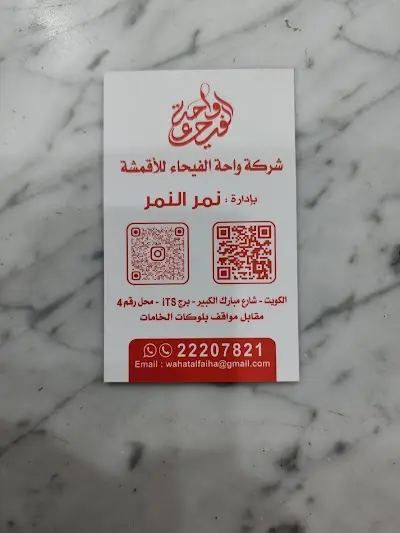 واحة الفيحاء
شركة واحة الفيحاء للأقمشة
بإدارة : نمر النمر
الكويت - شارع مبارك الكبير - برج iTS - محل رقم 4
مقابل مواقف بلوكات الخامات
22207821
Email : wahatalfaiha@gmail.com